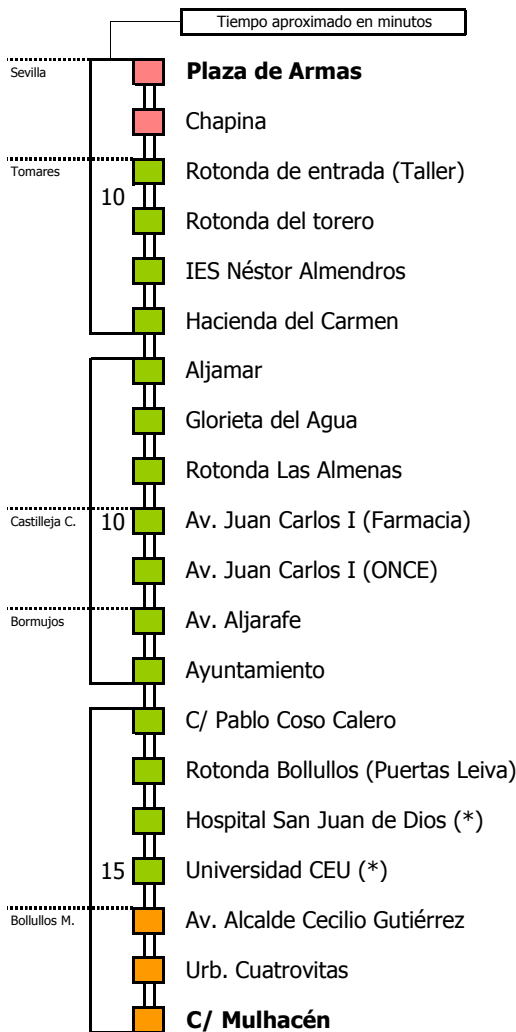 Tiempo aproximado en minutos
Sevilla
Plaza de Armas
Chapina
Tomares
Rotonda de entrada (Taller)
10
Rotonda del torero
IES Néstor Almendros
Hacienda del Carmen
Aljamar
Glorieta del Agua
Rotonda Las Almenas
Castilleja C.
10
Av. Juan Carlos I (Farmacia)
Av. Juan Carlos I (ONCE)
Bormujos
Av. Aljarafe
Ayuntamiento
C/ Pablo Coso Calero
Rotonda Bollullos (Puertas Leiva)
Hospital San Juan de Dios (*)
15
Universidad CEU (*)
Bollullos M.
Av. Alcalde Cecilio Gutiérrez
Urb. Cuatrovitas
C/ Mulhacén